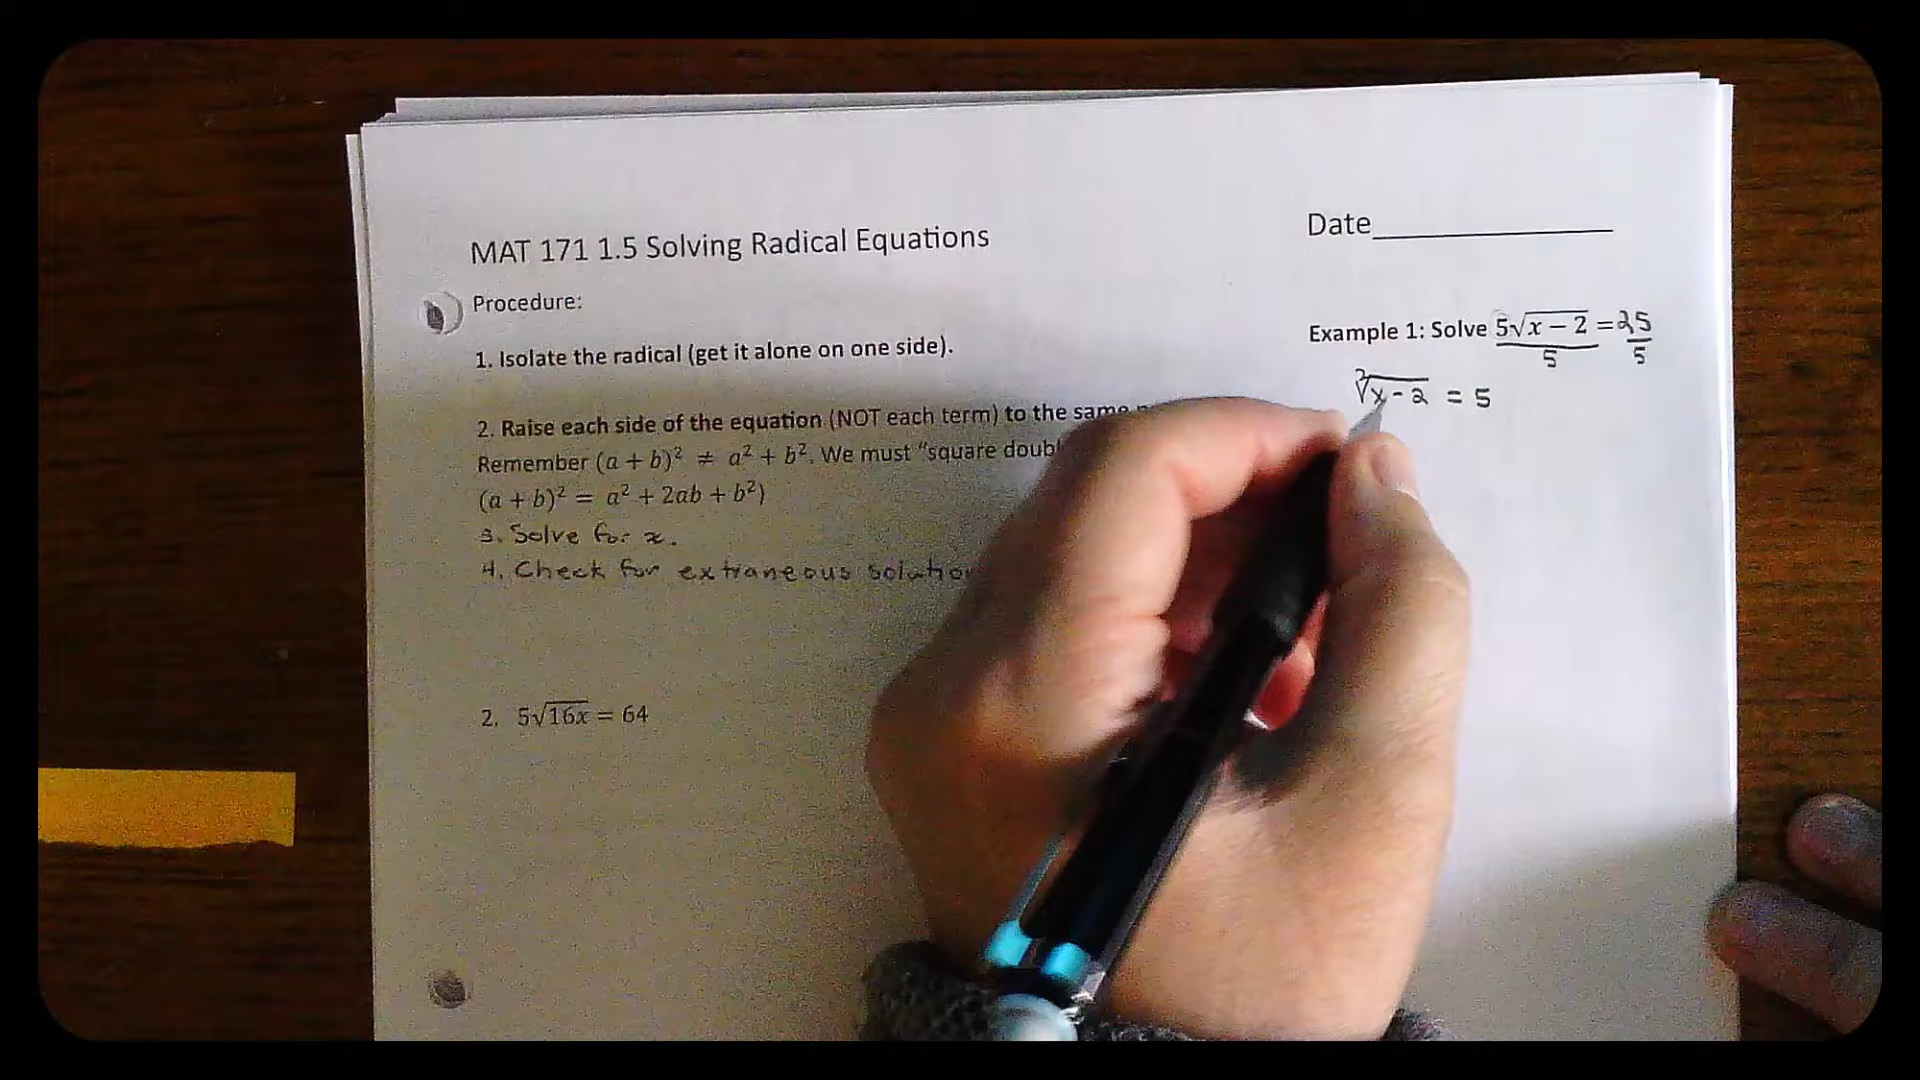 MAT 171 1.5 Solving Radical Equations
Date
Procedure:
1. Isolate the radical (get it alone on one side).
2. Raise each side of the equation (NOT each term) to the same
Remember (a + b)² ≠ a² + b². We must “square
(a + b)² = a² + 2ab + b²)
3. Solve for x.
4. Check for extraneous
2. 5√16x = 64
Example 1: Solve 5√x − 2 = 25
5 5
²√x - 2 = 5